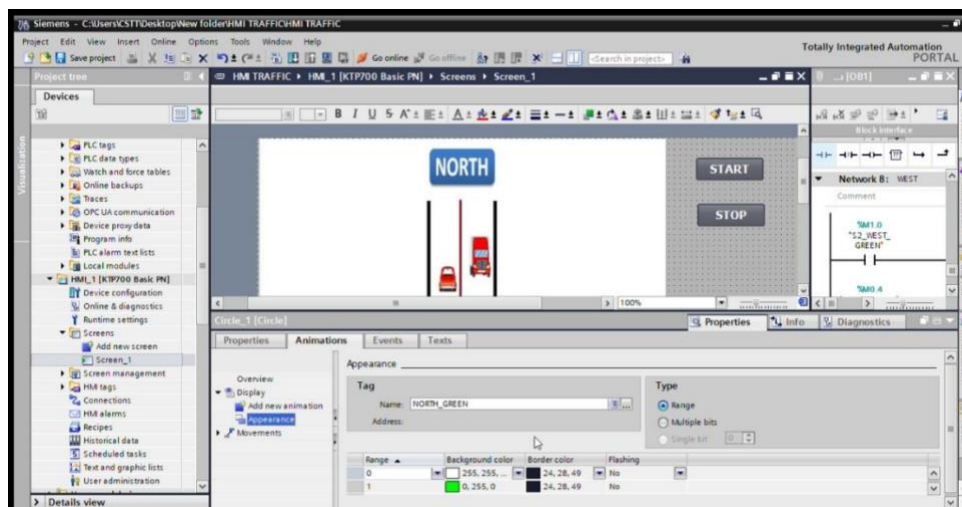 Siemens - C:\Users\CSTT\Desktop\New folder\HMI TRAFFIC\HMI TRAFFIC
Project Edit View Insert Online Options Tools Window Help
Totally Integrated Automation
PORTAL
Save project
Go online
Go offline
<Search in project>
Project tree
HMI TRAFFIC HMI_1 [KTP700 Basic PN] Screens Screen_1
[OB1]
Devices
Visualization
B I U S A
PLC tags
PLC data types
Watch and force tables
Online backups
Traces
OPC UA communication
Device proxy data
Program info
PLC alarm text lists
Local modules
HMI_1 [KTP700 Basic PN]
Device configuration
Online & diagnostics
Runtime settings
Screens
Add new screen
Screen_1
Screen management
HMI tags
Connections
HMI alarms
Recipes
Historical data
Scheduled tasks
Text and graphic lists
User administration
Details view
NORTH
START
STOP
100%
Block interface
Network 8: WEST
Comment
%M1.0
"S2_WEST_
GREEN"
%M0.4
Circle_1 [Circle]
Properties Info Diagnostics
Properties Animations Events Texts
Overview
Display
Add new animation
Appearance
Movements
Appearance
Tag
Name: NORTH_GREEN
Address:
Type
Range
Multiple bits
Single bit 0
Range Background color Border color Flashing
0 255, 255, ... 24, 28, 49 No
1 0, 255, 0 24, 28, 49 No